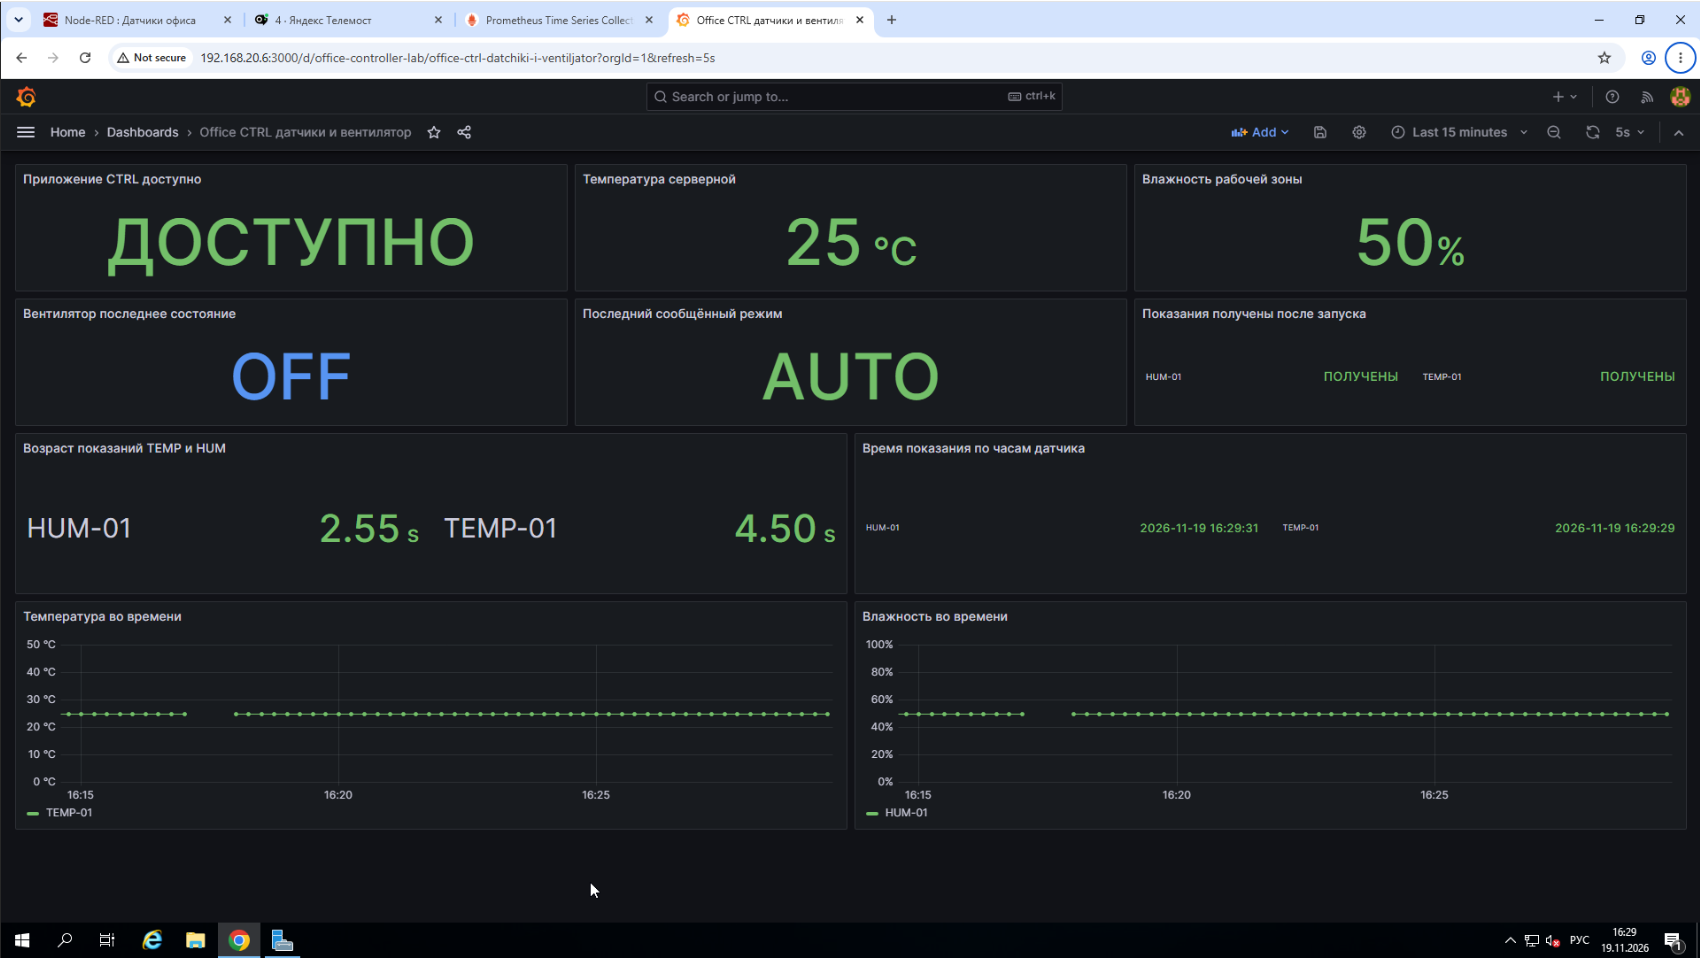 Node-RED : Датчики офиса
4 - Яндекс Телемост
Prometheus Time Series Collect
Office CTRL датчики и вентиля
Not secure
192.168.20.6:3000/d/office-controller-lab/office-ctrl-datchiki-i-ventiljator?orgId=1&refresh=5s
Search or jump to...
ctrl+k
Home › Dashboards › Office CTRL датчики и вентилятор
Add
Last 15 minutes
5s
Приложение CTRL доступно
ДОСТУПНО
Температура серверной
25 °C
Влажность рабочей зоны
50%
Вентилятор последнее состояние
OFF
Последний сообщённый режим
AUTO
Показания получены после запуска
HUM-01 ПОЛУЧЕНЫ TEMP-01 ПОЛУЧЕНЫ
Возраст показаний TEMP и HUM
HUM-01 2.55 s TEMP-01 4.50 s
Время показания по часам датчика
HUM-01 2026-11-19 16:29:31 TEMP-01 2026-11-19 16:29:29
Температура во времени
50 °C
40 °C
30 °C
20 °C
10 °C
0 °C
16:15 16:20 16:25
TEMP-01
Влажность во времени
100%
80%
60%
40%
20%
0%
16:15 16:20 16:25
HUM-01
РУС
16:29
19.11.2026
1